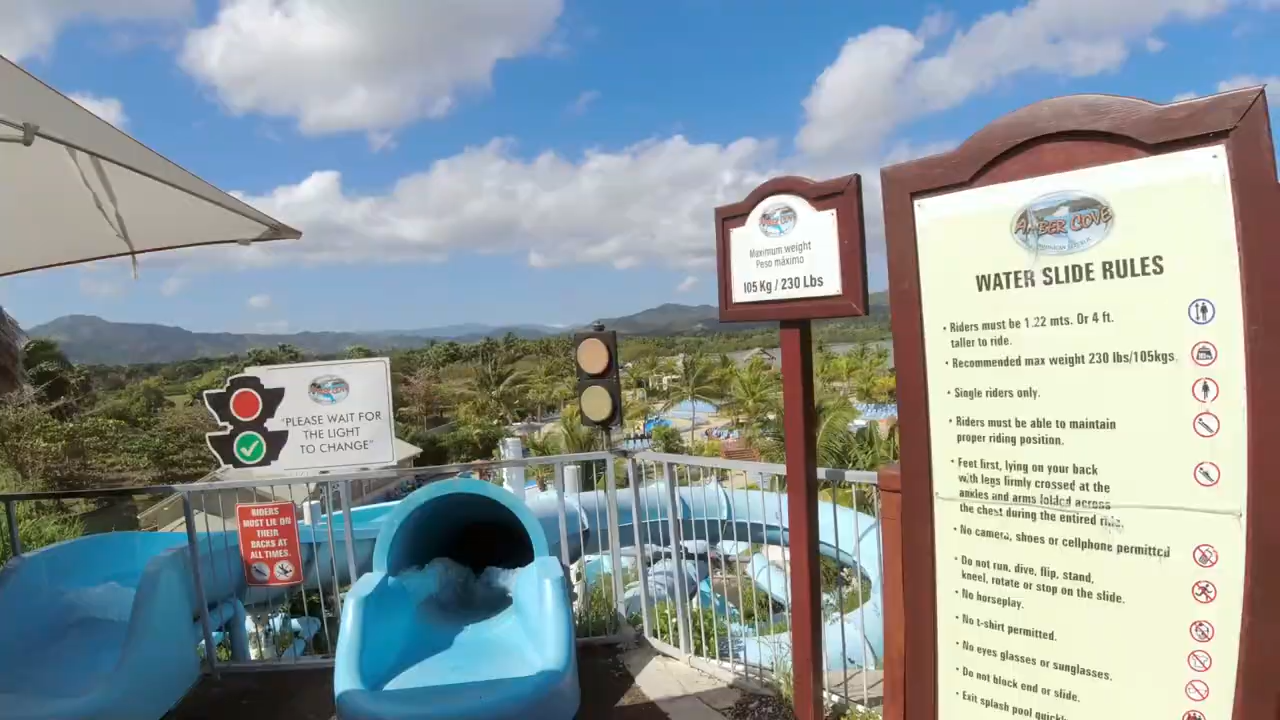 "PLEASE WAIT FOR
THE LIGHT
TO CHANGE"
RIDERS
MUST LIE ON
THEIR
BACKS AT
ALL TIMES.
AMBER COVE
Maximum weight
Peso máximo
105 Kg / 230 Lbs
AMBER COVE
WATER SLIDE RULES
• Riders must be 1.22 mts. Or 4 ft.
taller to ride.
• Recommended max weight 230 lbs/105kgs.
• Single riders only.
• Riders must be able to maintain
proper riding position.
• Feet first, lying on your back
with legs firmly crossed at the
ankles and arms folded across
the chest during the entired ride.
• No camera, shoes or cellphone permitted
• Do not run, dive, flip, stand,
kneel, rotate or stop on the slide.
• No horseplay.
• No t-shirt permitted.
• No eyes glasses or sunglasses.
• Do not block end or slide.
• Exit splash pool quickly